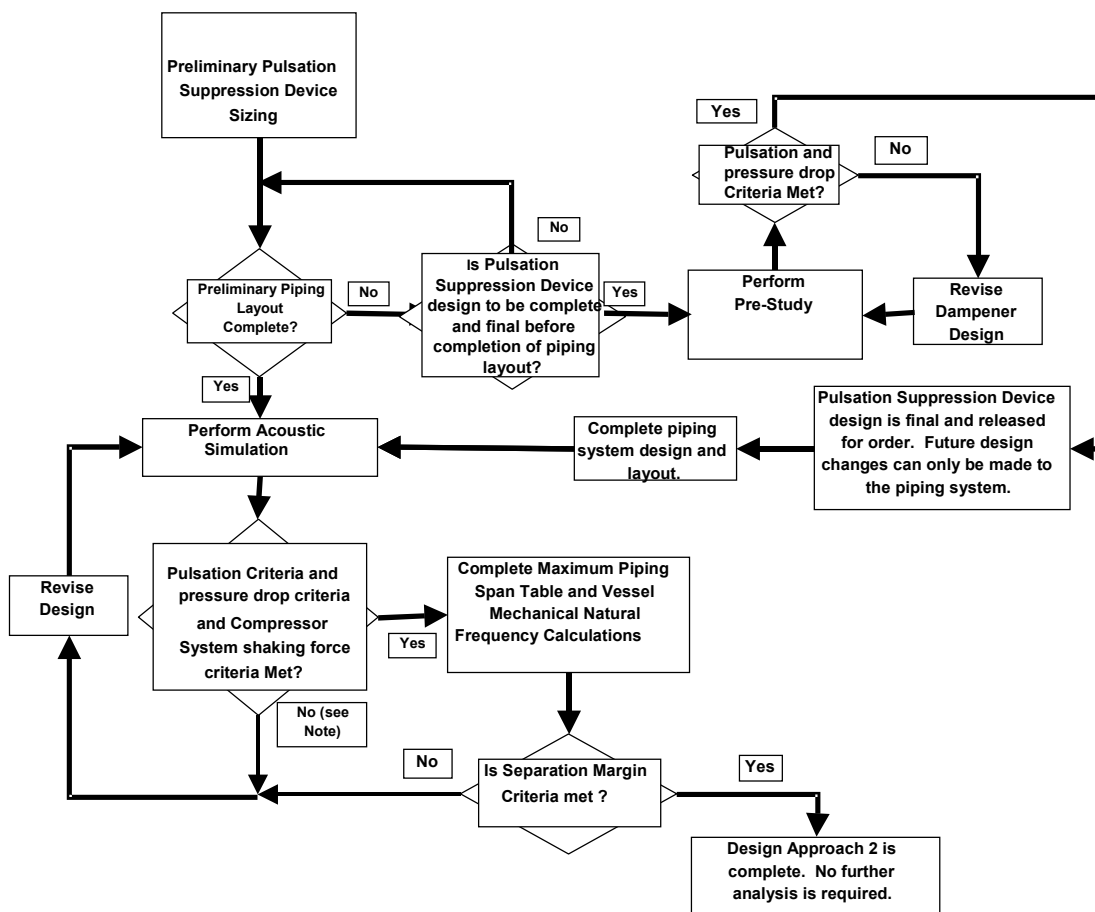 Preliminary Pulsation
Suppression Device
Sizing
Yes
Pulsation and
pressure drop
Criteria Met?
No
No
Preliminary Piping
Layout
Complete?
No
Is Pulsation
Suppression Device
design to be complete
and final before
completion of piping
layout?
Yes
Perform
Pre-Study
Revise
Dampener
Design
Yes
Perform Acoustic
Simulation
Complete piping
system design and
layout.
Pulsation Suppression Device
design is final and released
for order. Future design
changes can only be made to
the piping system.
Revise
Design
Pulsation Criteria and
pressure drop criteria
and Compressor
System shaking force
criteria Met?
Yes
Complete Maximum Piping
Span Table and Vessel
Mechanical Natural
Frequency Calculations
No (see
Note)
No
Is Separation Margin
Criteria met ?
Yes
Design Approach 2 is
complete. No further
analysis is required.